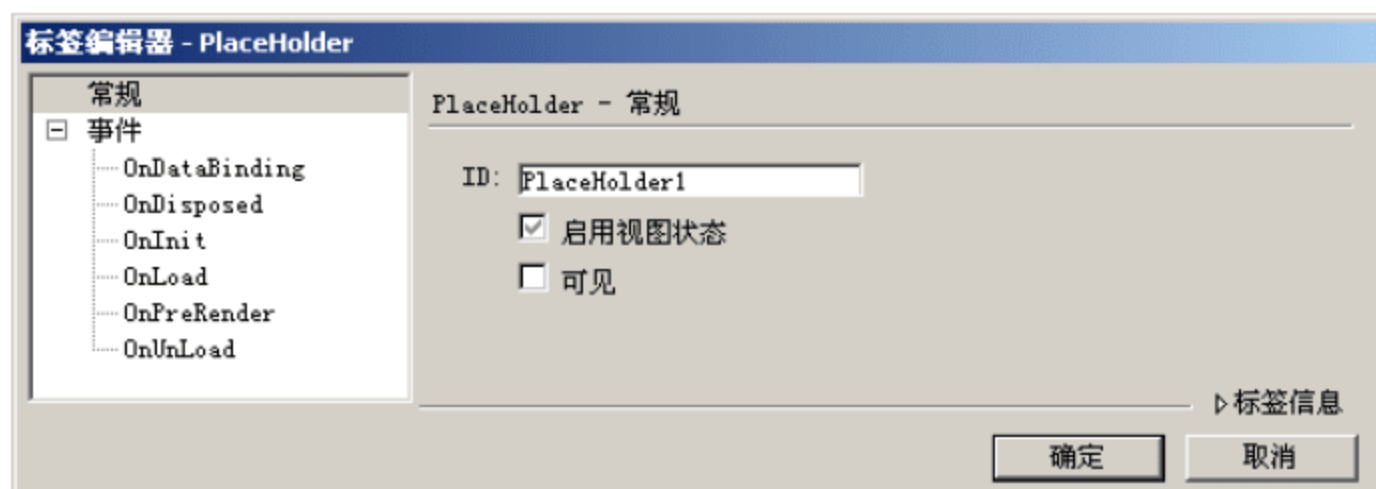 标签编辑器 - PlaceHolder
常规
事件
OnDataBinding
OnDisposed
OnInit
OnLoad
OnPreRender
OnUnLoad
PlaceHolder - 常规
ID: PlaceHolder1
启用视图状态
可见
标签信息
确定 取消